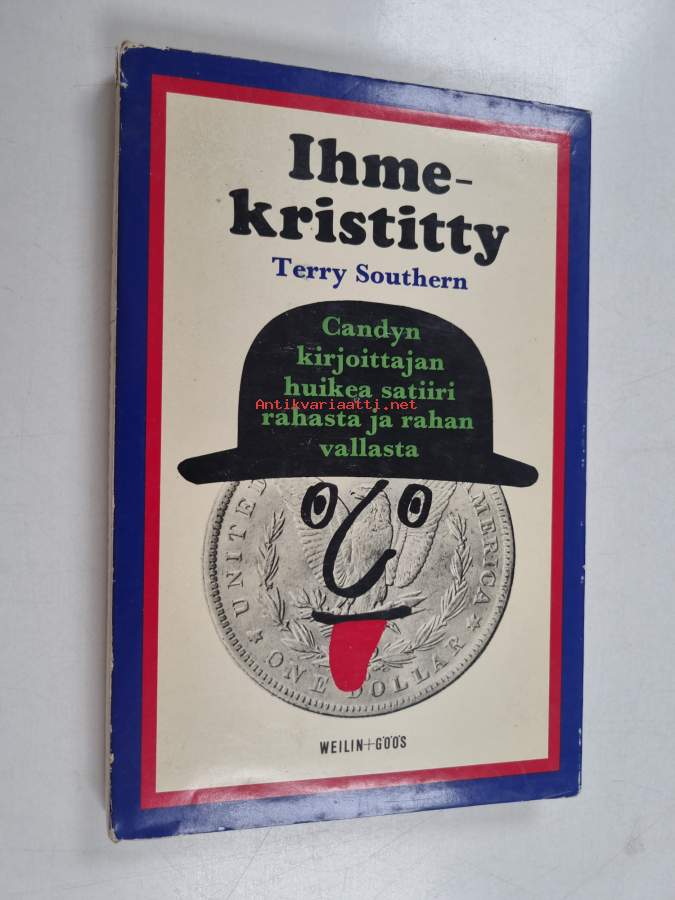 Ihme-
kristitty
Terry Southern
Candyn
kirjoittajan
huikea satiiri
Antikvariaatti.net
rahasta ja rahan
vallasta
UNITED
AMERICA
ONE DOLLAR
WEILIN+GÖÖS